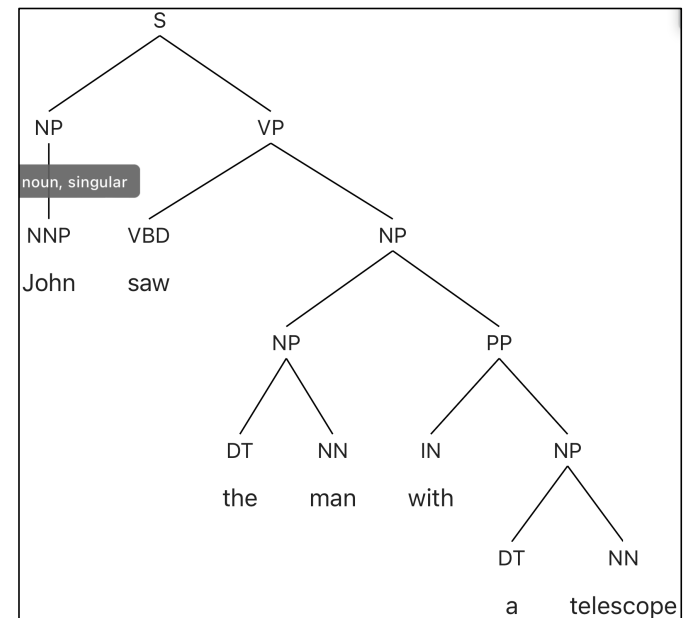 S
NP VP
noun, singular
NNP VBD NP
John saw
NP PP
DT NN IN NP
the man with
DT NN
a telescope